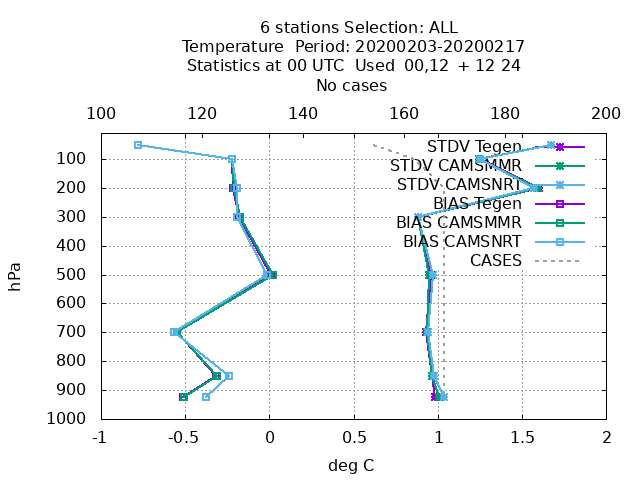 6 stations Selection: ALL
Temperature  Period: 20200203-20200217
Statistics at 00 UTC  Used  00,12  + 12 24
No cases
100 120 140 160 180 200
STDV Tegen
100
STDV CAMSMMR
200
STDV CAMSNRT
BIAS Tegen
300
BIAS CAMSMMR
400
BIAS CAMSNRT
CASES
500
hPa
600
700
800
900
1000
-1 -0.5 0 0.5 1 1.5 2
deg C